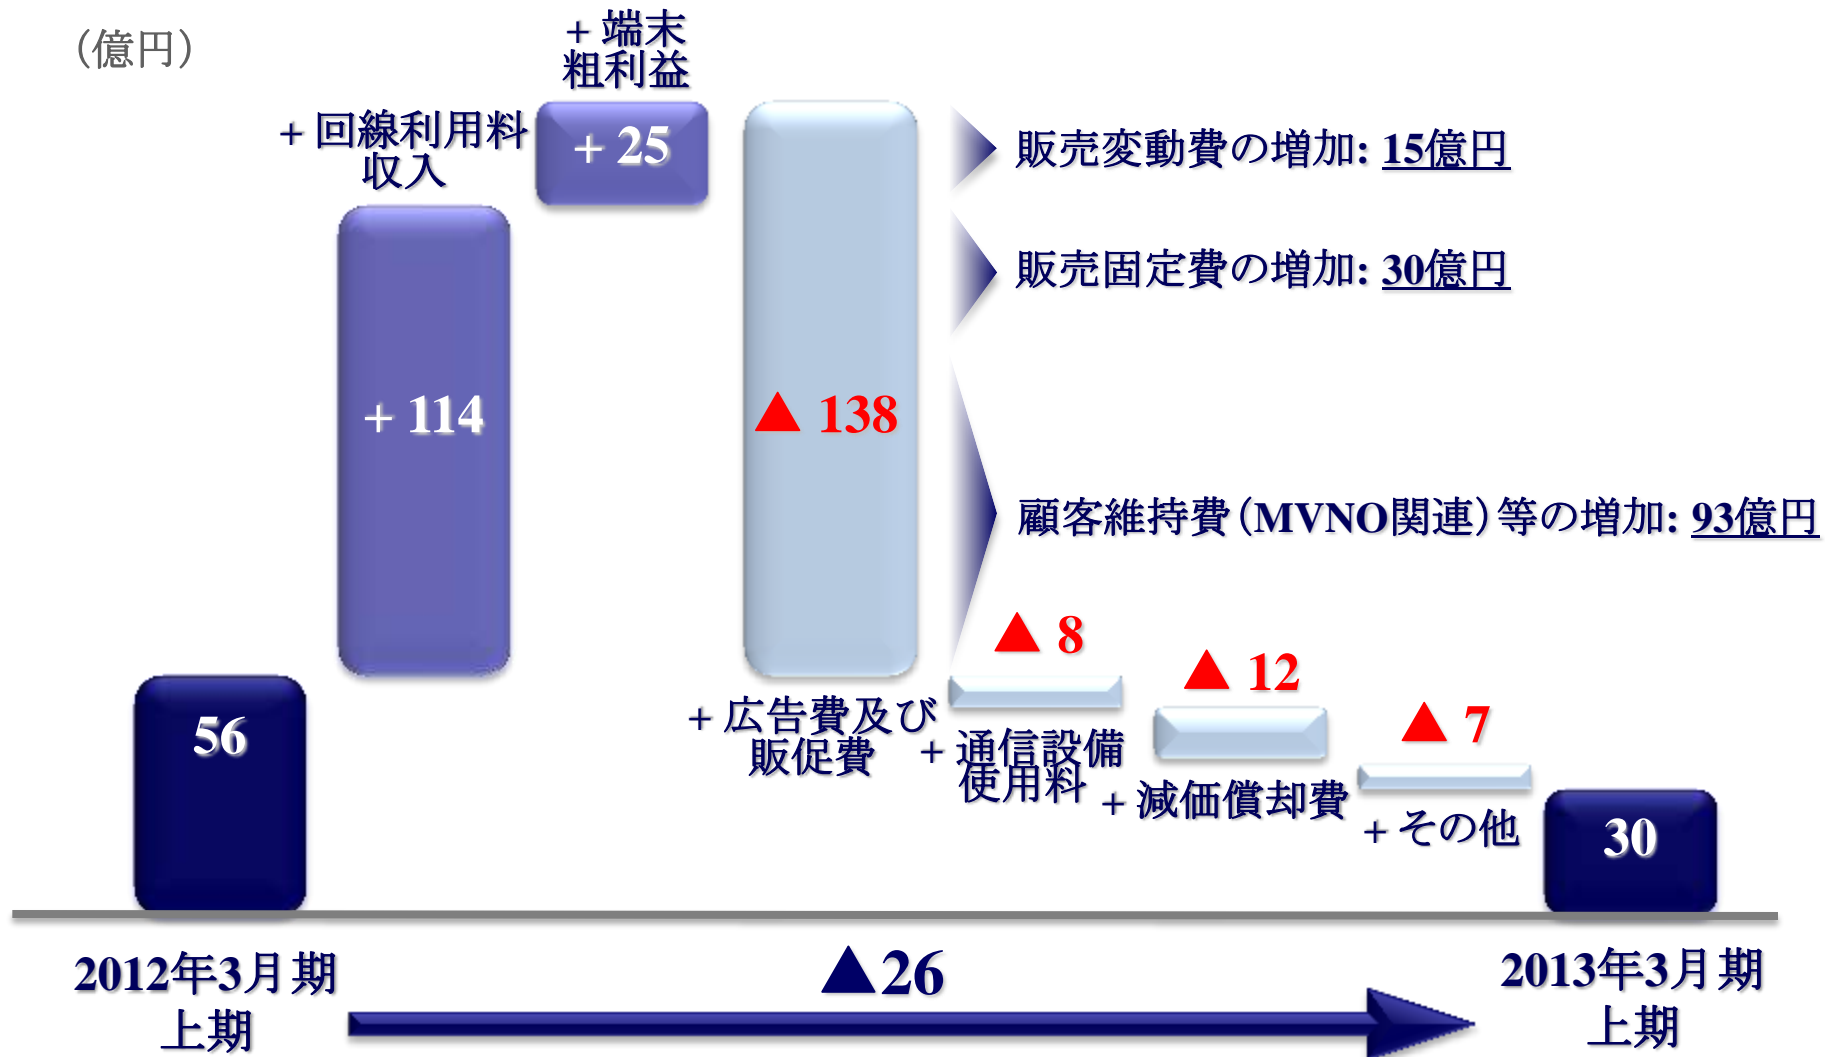 （億円）
+ 端末
粗利益
+ 回線利用料
収入
+ 25
+ 114
▲ 138
販売変動費の増加: 15億円
販売固定費の増加: 30億円
顧客維持費（MVNO関連）等の増加: 93億円
▲ 8
▲ 12
▲ 7
56
+ 広告費及び
販促費
+ 通信設備
使用料
+ 減価償却費
+ その他
30
2012年3月期
上期
▲26
2013年3月期
上期